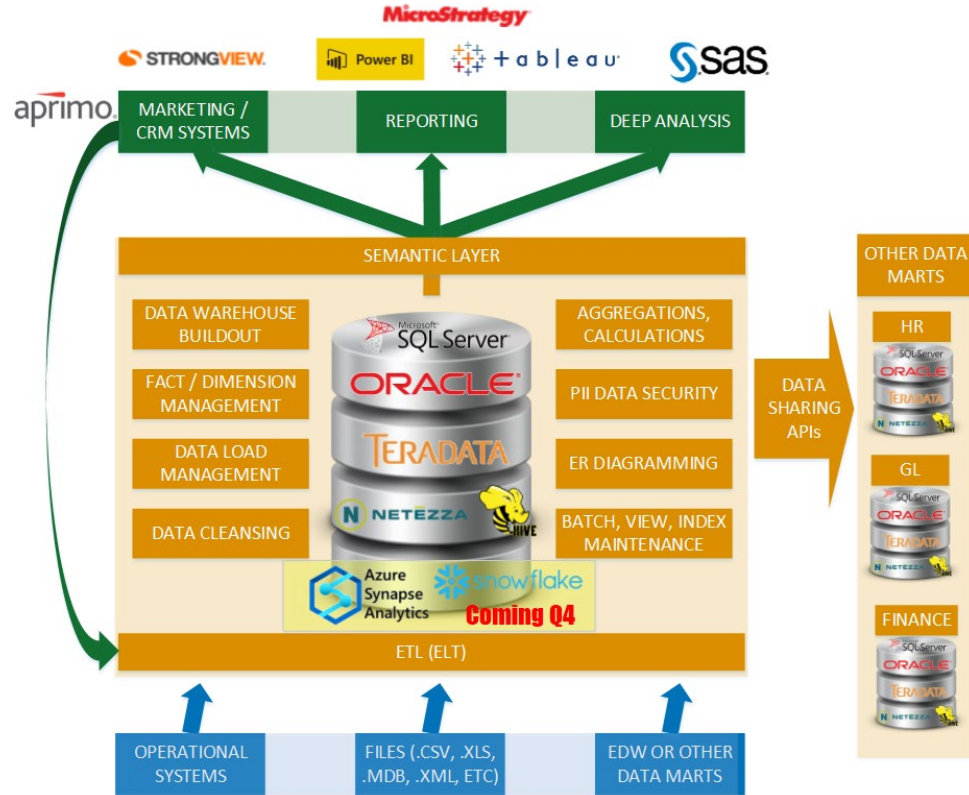 MicroStrategy
STRONGVIEW.
Power BI
+ a b l e a u
sas
aprimo.
MARKETING /
CRM SYSTEMS
REPORTING
DEEP ANALYSIS
SEMANTIC LAYER
DATA WAREHOUSE
BUILDOUT
FACT / DIMENSION
MANAGEMENT
DATA LOAD
MANAGEMENT
DATA CLEANSING
Microsoft
SQL Server
ORACLE
TERADATA
N NETEZZA
HIVE
Azure
Synapse
Analytics
snowflake
Coming Q4
AGGREGATIONS,
CALCULATIONS
PII DATA SECURITY
ER DIAGRAMMING
BATCH, VIEW, INDEX
MAINTENANCE
ETL (ELT)
DATA
SHARING
APIs
OTHER DATA
MARTS
HR
SQL Server
ORACLE
TERADATA
N NETEZZA
HIVE
GL
SQL Server
ORACLE
TERADATA
N NETEZZA
HIVE
FINANCE
SQL Server
ORACLE
TERADATA
N NETEZZA
HIVE
OPERATIONAL
SYSTEMS
FILES (.CSV, .XLS,
.MDB, .XML, ETC)
EDW OR OTHER
DATA MARTS